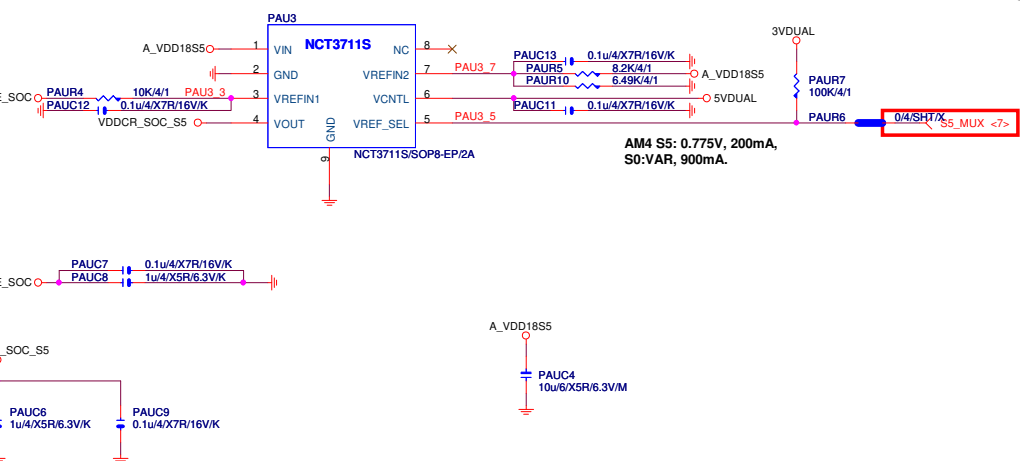 PAU3
NCT3711S
A_VDD18S5
1
VIN
NC
8
2
GND
VREFIN2
7
PAU3_7
PAUC13
0.1u/4/X7R/16V/K
PAUR5
8.2K/4/1
A_VDD18S5
PAUR10
6.49K/4/1
E_SOC
PAUR4
10K/4/1
PAU3_3
3
VREFIN1
VCNTL
6
5VDUAL
PAUC12
0.1u/4/X7R/16V/K
PAUC11
0.1u/4/X7R/16V/K
VDDCR_SOC_S5
4
VOUT
GND
VREF_SEL
5
PAU3_5
9
NCT3711S/SOP8-EP/2A
3VDUAL
PAUR7
100K/4/1
PAUR6
0/4/SHT/X
S5_MUX <7>
AM4 S5: 0.775V, 200mA,
S0:VAR, 900mA.
PAUC7
0.1u/4/X7R/16V/K
E_SOC
PAUC8
1u/4/X5R/6.3V/K
_SOC_S5
PAUC6
1u/4/X5R/6.3V/K
PAUC9
0.1u/4/X7R/16V/K
A_VDD18S5
PAUC4
10u/6/X5R/6.3V/M